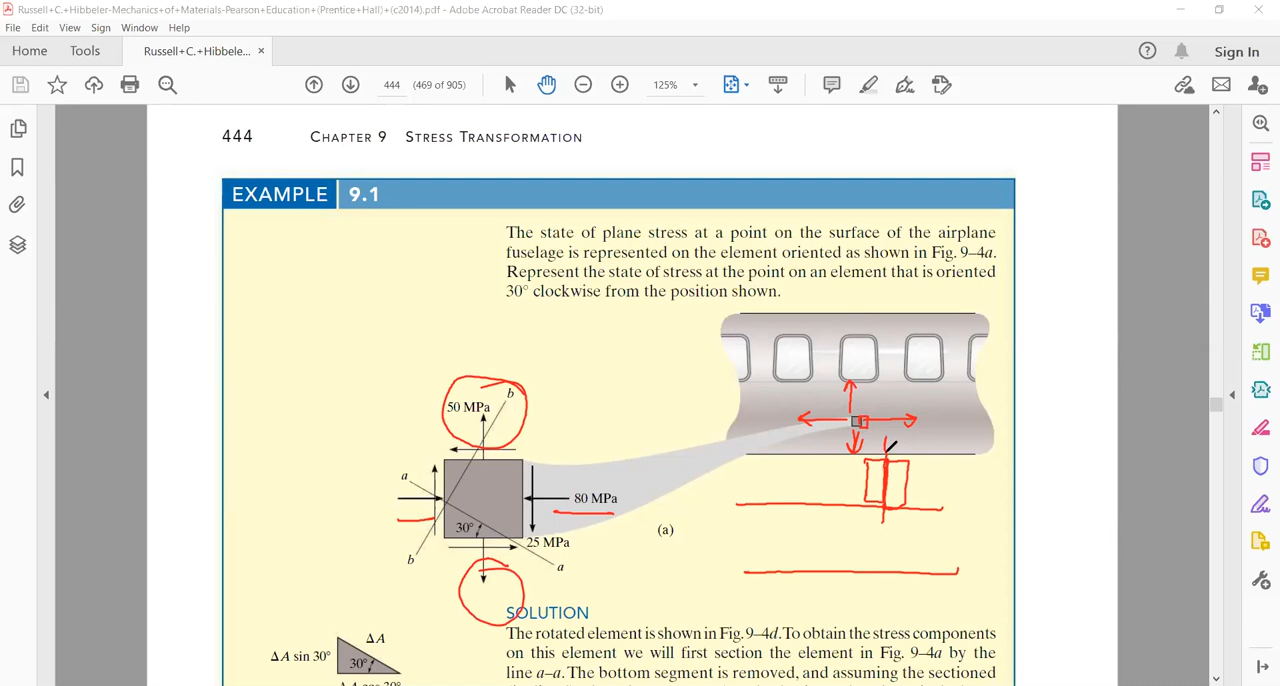 Russell+C.+Hibbeler-Mechanics+of+Materials-Pearson+Education+(Prentice+Hall)+(c2014).pdf - Adobe Acrobat Reader DC (32-bit)
File Edit View Sign Window Help
Home Tools Russell+C.+Hibbele... × Sign In
444 (469 of 905) 125%
444 CHAPTER 9 STRESS TRANSFORMATION
EXAMPLE 9.1
The state of plane stress at a point on the surface of the airplane
fuselage is represented on the element oriented as shown in Fig. 9–4a.
Represent the state of stress at the point on an element that is oriented
30° clockwise from the position shown.
b
50 MPa
a
80 MPa
30°
25 MPa
b
a
(a)
SOLUTION
The rotated element is shown in Fig. 9–4d. To obtain the stress components
on this element we will first section the element in Fig. 9–4a by the
line a–a. The bottom segment is removed, and assuming the sectioned
ΔA
ΔA sin 30°
30°
ΔA cos 30°